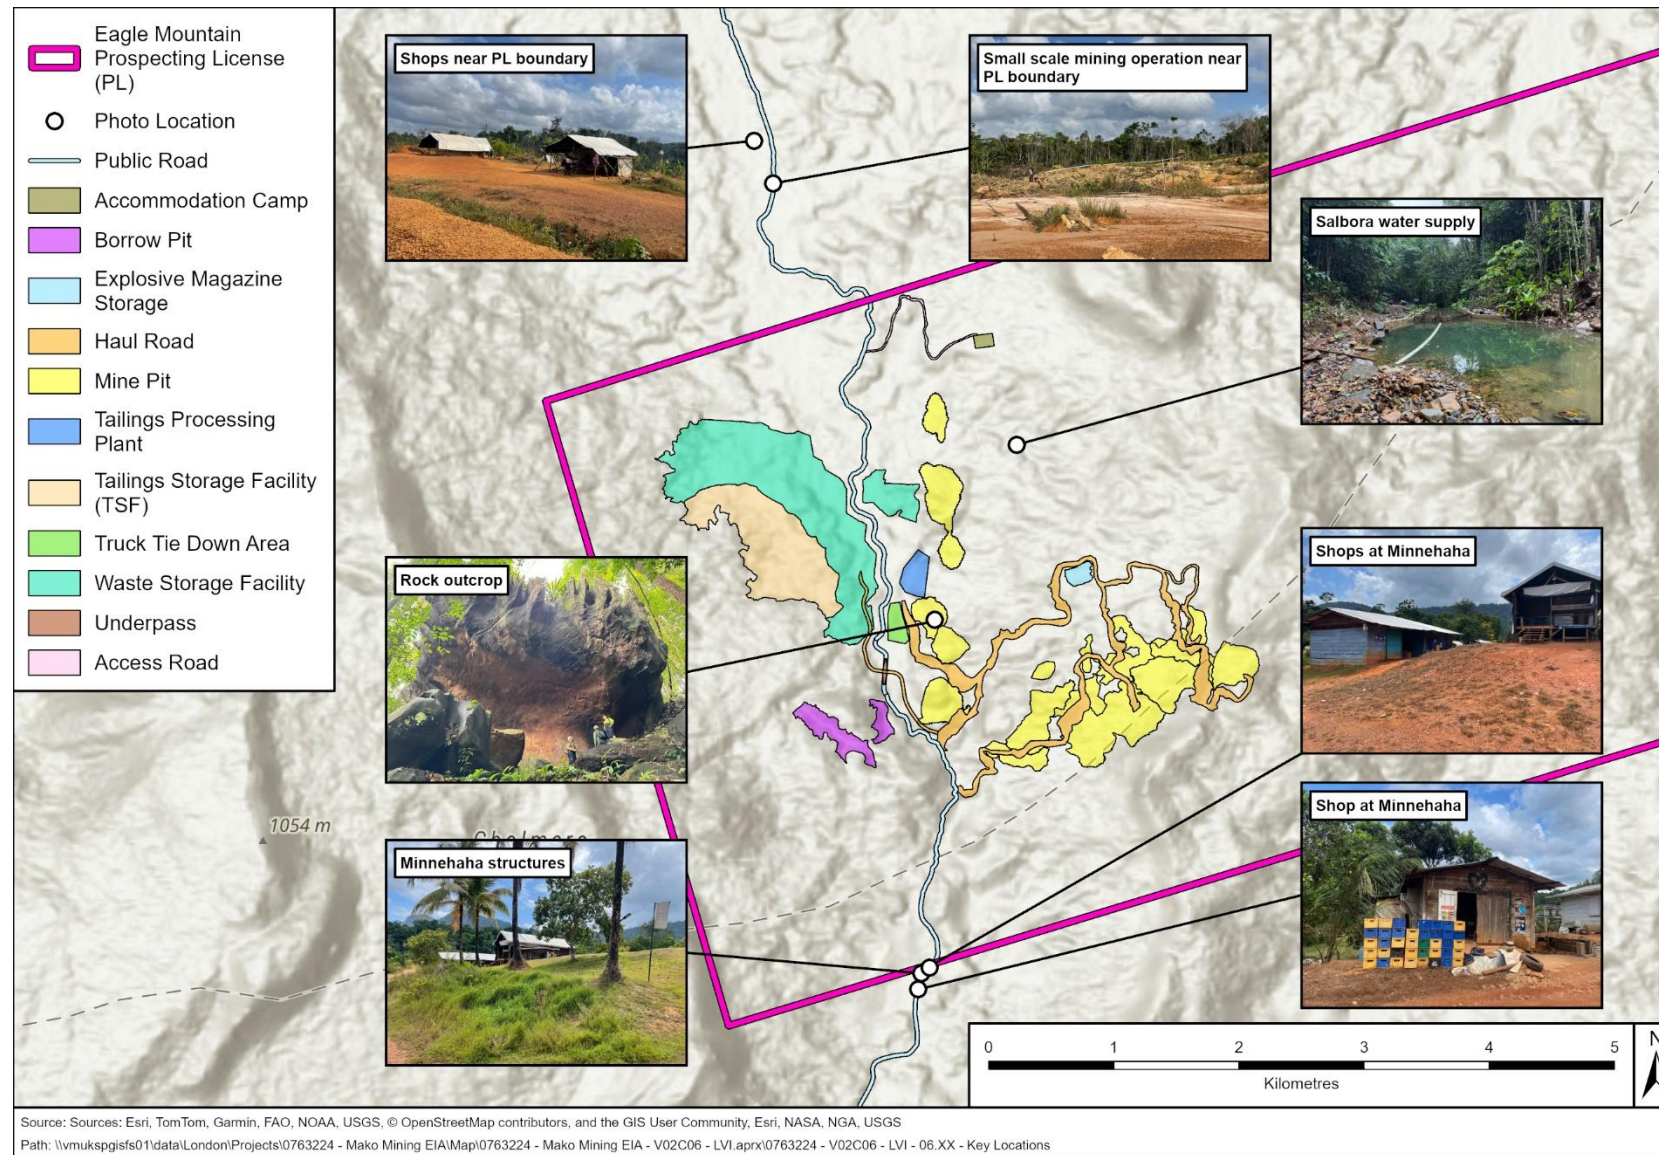 Eagle Mountain
Prospecting License
(PL)
Photo Location
Public Road
Accommodation Camp
Borrow Pit
Explosive Magazine
Storage
Haul Road
Mine Pit
Tailings Processing
Plant
Tailings Storage Facility
(TSF)
Truck Tie Down Area
Waste Storage Facility
Underpass
Access Road
Shops near PL boundary
Small scale mining operation near
PL boundary
Salbora water supply
Rock outcrop
Shops at Minnehaha
Shop at Minnehaha
Minnehaha structures
1054 m
0 1 2 3 4 5
Kilometres
N
Source: Sources: Esri, TomTom, Garmin, FAO, NOAA, USGS, © OpenStreetMap contributors, and the GIS User Community, Esri, NASA, NGA, USGS
Path: \\vmukspgisfs01\data\London\Projects\0763224 - Mako Mining EIA\Map\0763224 - Mako Mining EIA - V02C06 - LVI.aprx\0763224 - V02C06 - LVI - 06.XX - Key Locations